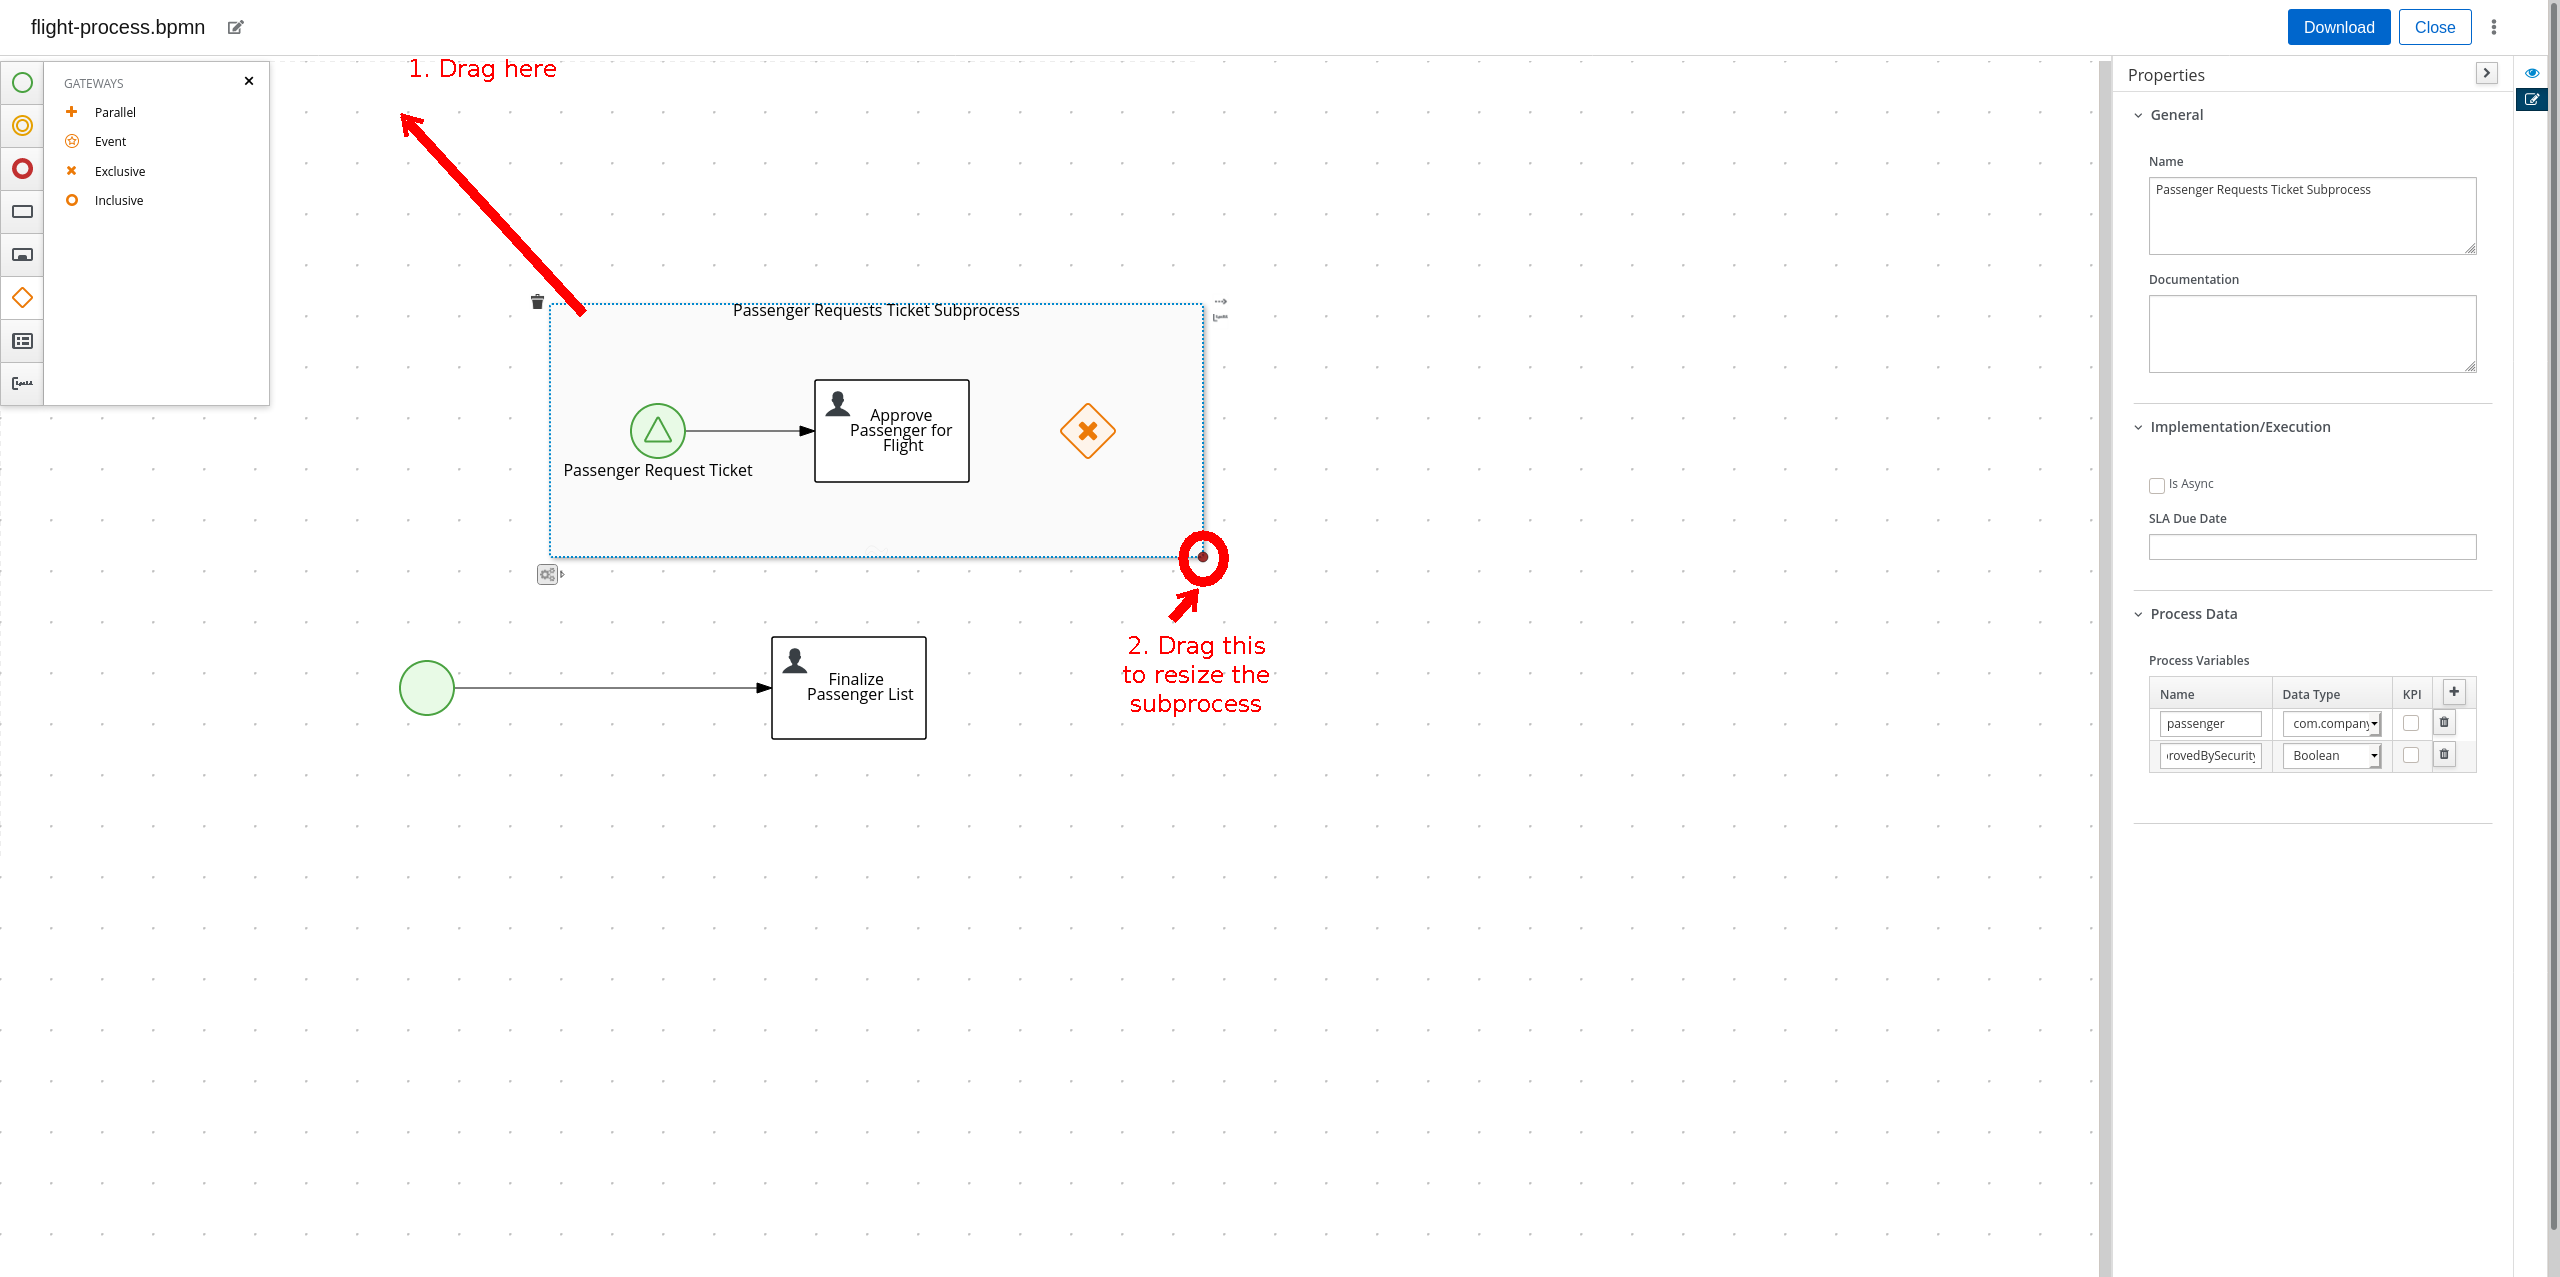 flight-process.bpmn
Download
Close
GATEWAYS
Parallel
Event
Exclusive
Inclusive
1. Drag here
Passenger Requests Ticket Subprocess
Passenger Request Ticket
Approve
Passenger for
Flight
Finalize
Passenger List
2. Drag this
to resize the
subprocess
Properties
General
Name
Passenger Requests Ticket Subprocess
Documentation
Implementation/Execution
Is Async
SLA Due Date
Process Data
Process Variables
Name Data Type KPI
passenger com.company
rovedBySecurity Boolean